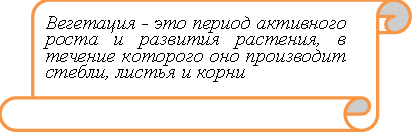 Вегетация - это период активного
роста и развития растения, в
течение которого оно производит
стебли, листья и корни